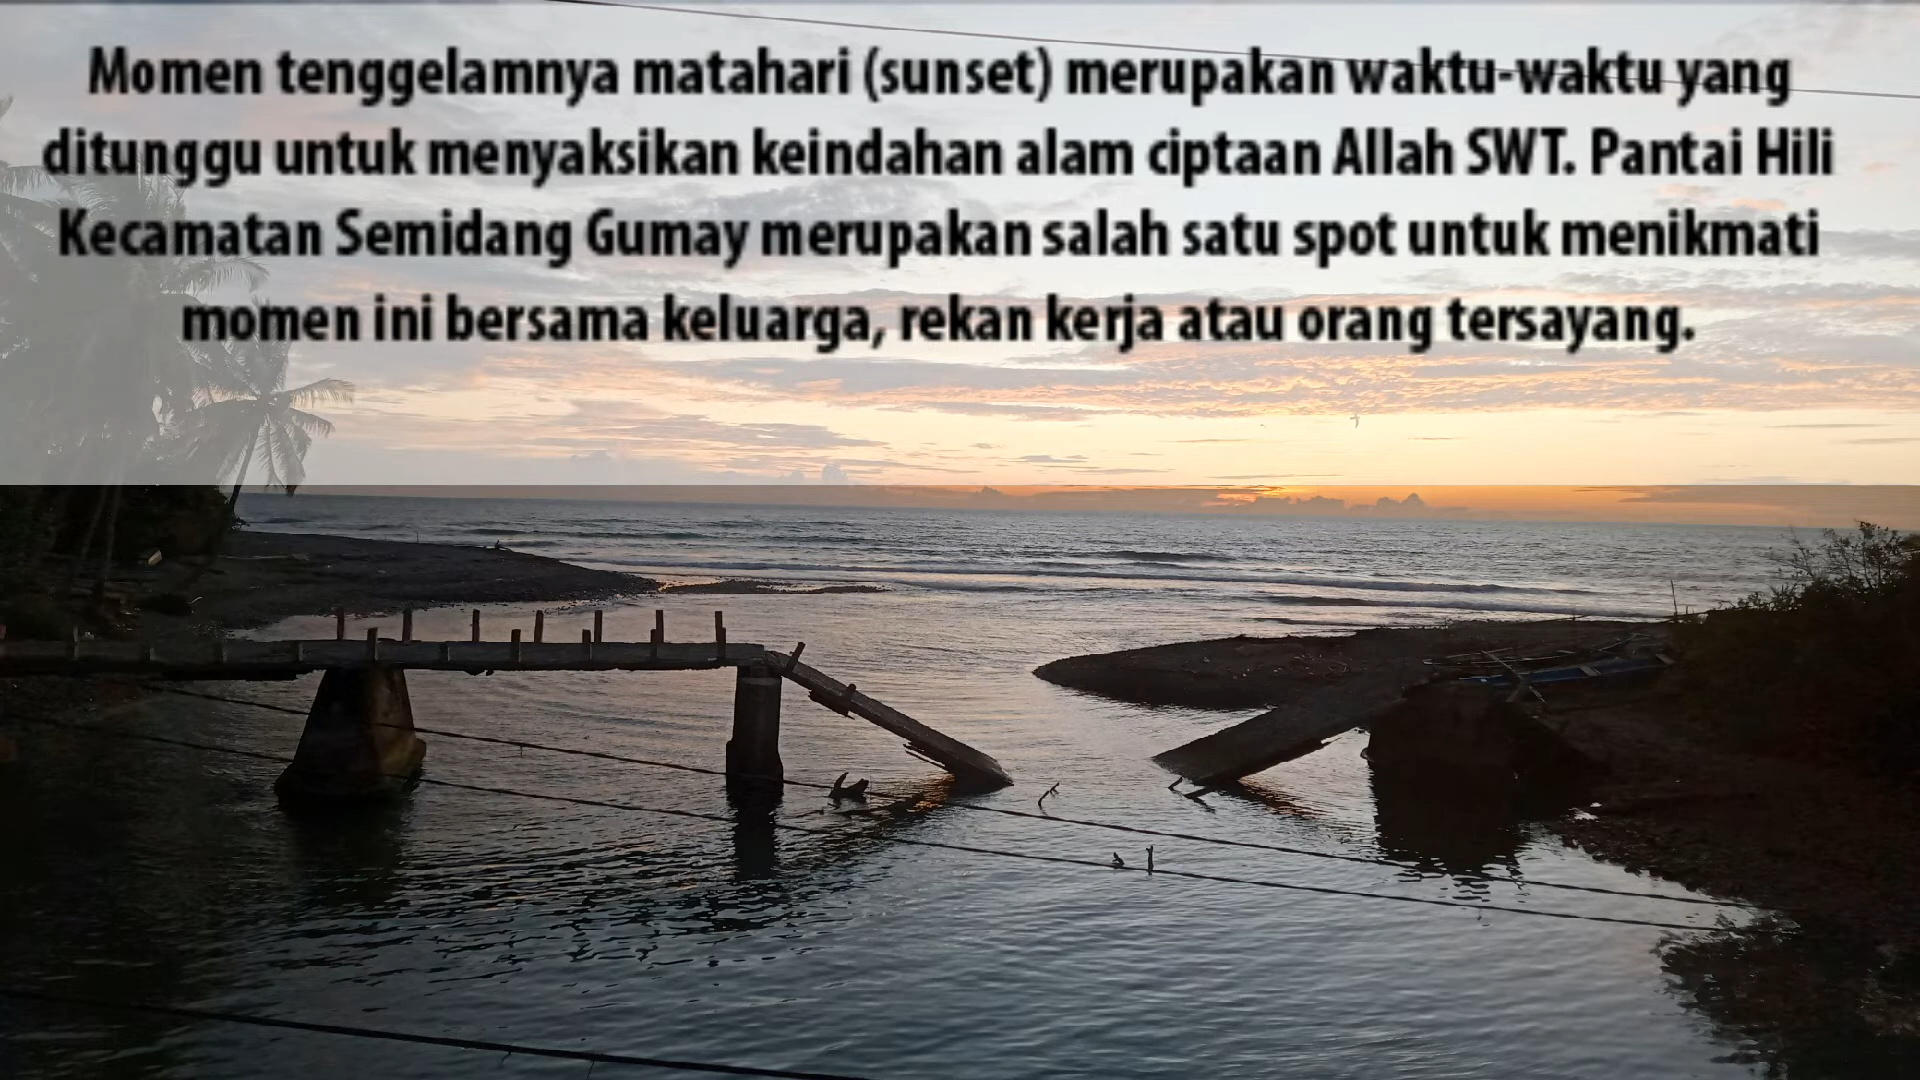 Momen tenggelamnya matahari (sunset) merupakan waktu-waktu yang
ditunggu untuk menyaksikan keindahan alam ciptaan Allah SWT. Pantai Hili
Kecamatan Semidang Gumay merupakan salah satu spot untuk menikmati
momen ini bersama keluarga, rekan kerja atau orang tersayang.